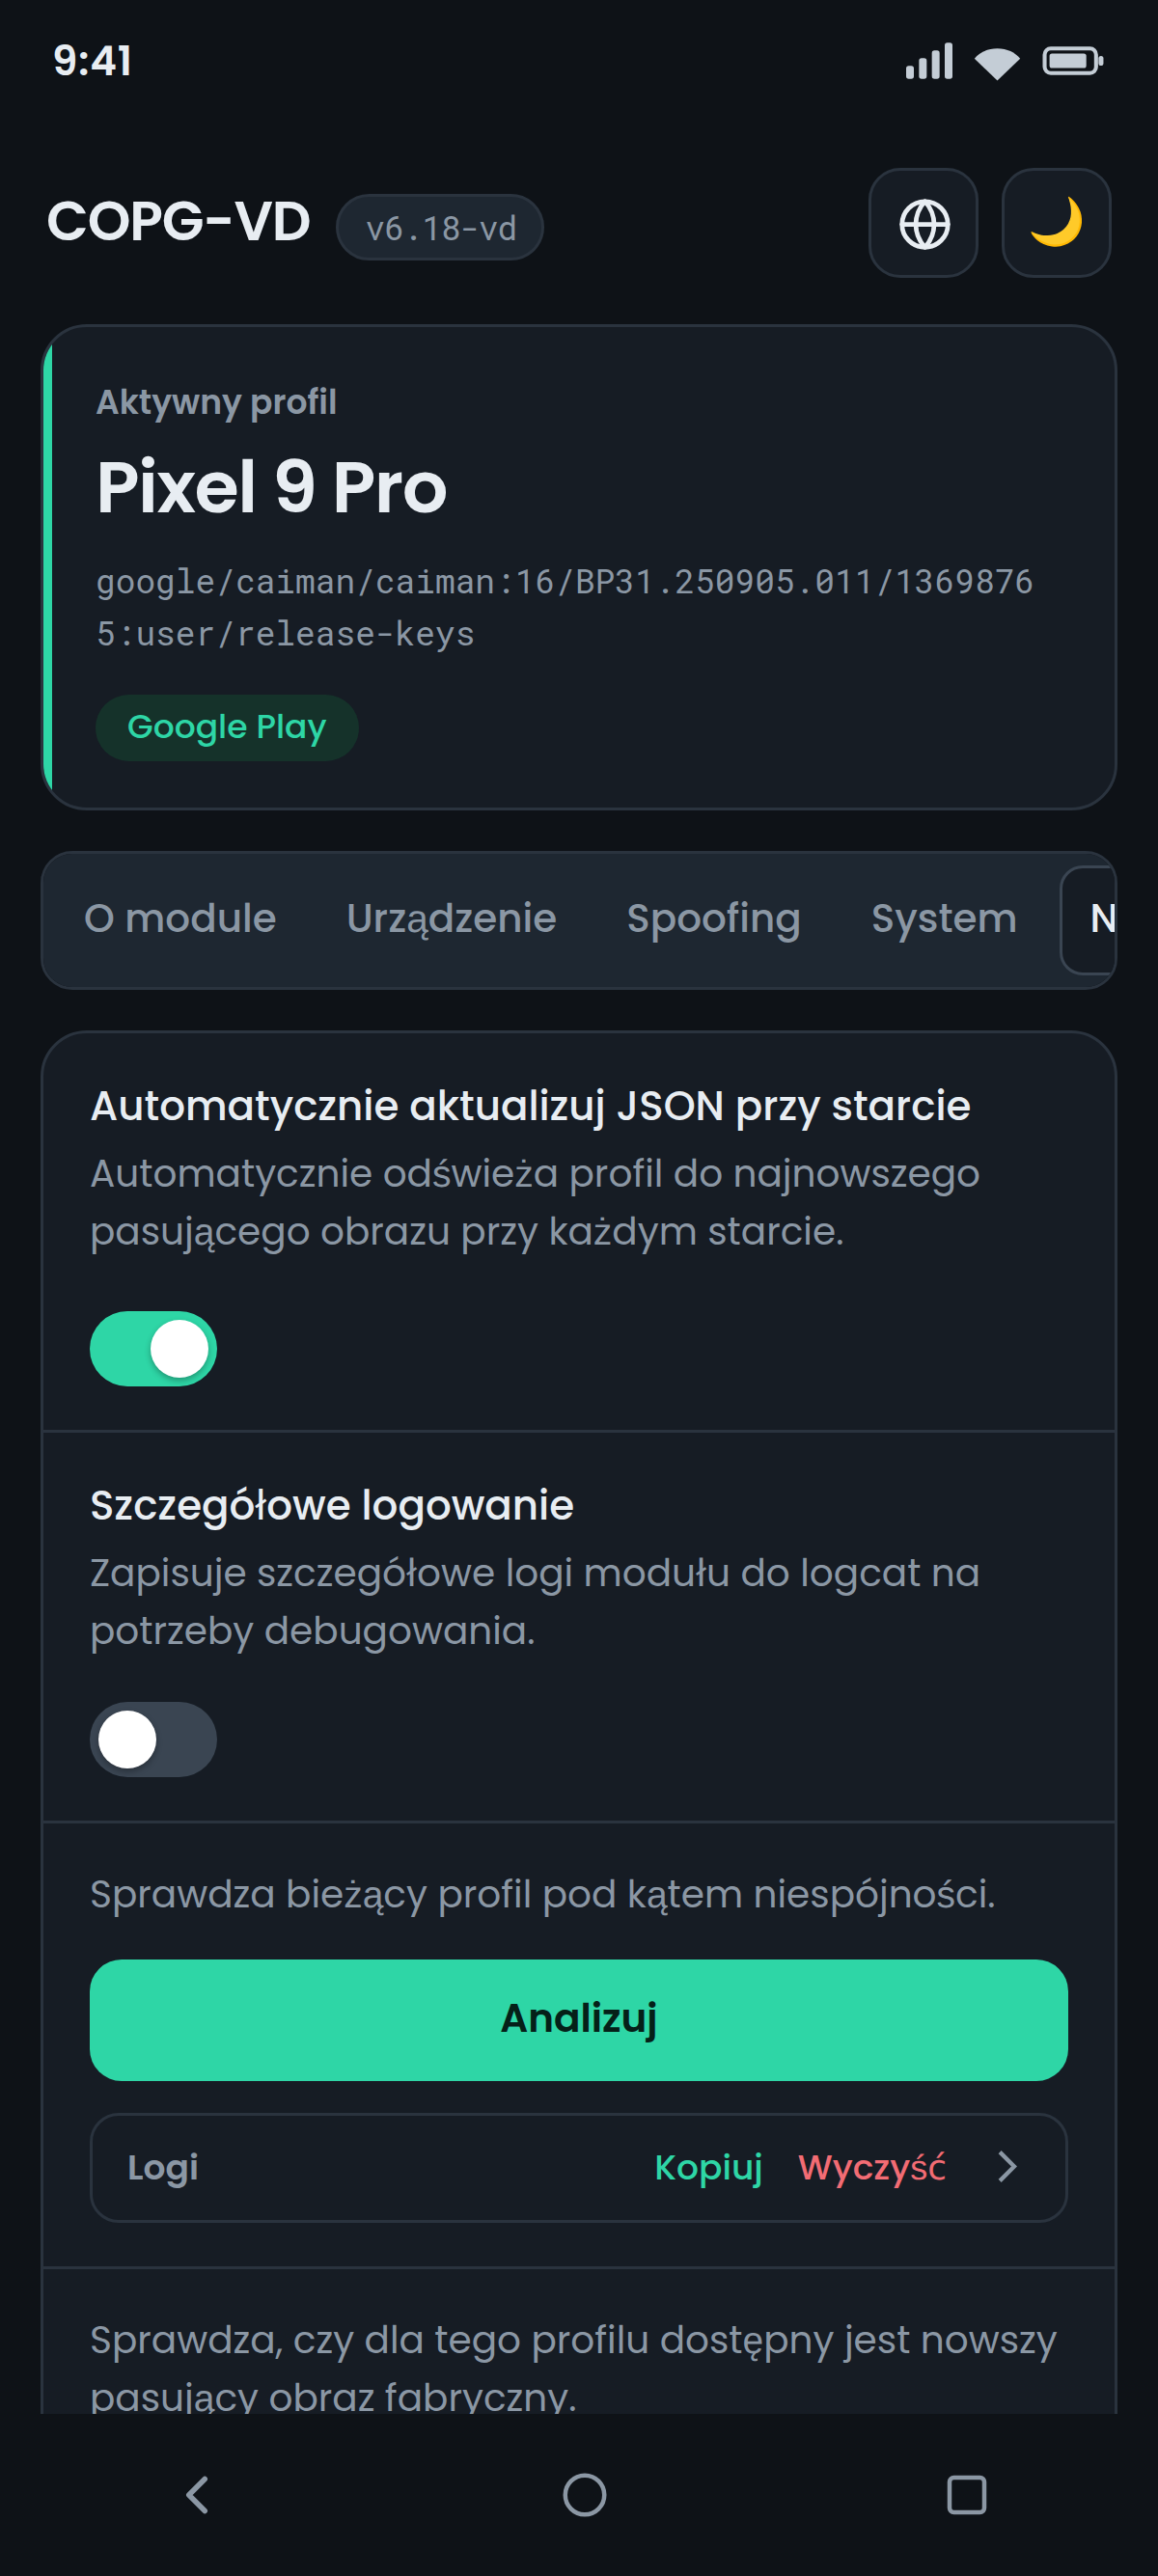 9:41
COPG-VD v6.18-vd
Aktywny profil
Pixel 9 Pro
google/caiman/caiman:16/BP31.250905.011/1369876
5:user/release-keys
Google Play
O module Urządzenie Spoofing System N
Automatycznie aktualizuj JSON przy starcie
Automatycznie odświeża profil do najnowszego
pasującego obrazu przy każdym starcie.
Szczegółowe logowanie
Zapisuje szczegółowe logi modułu do logcat na
potrzeby debugowania.
Sprawdza bieżący profil pod kątem niespójności.
Analizuj
Logi Kopiuj Wyczyść
Sprawdza, czy dla tego profilu dostępny jest nowszy
pasujący obraz fabryczny.